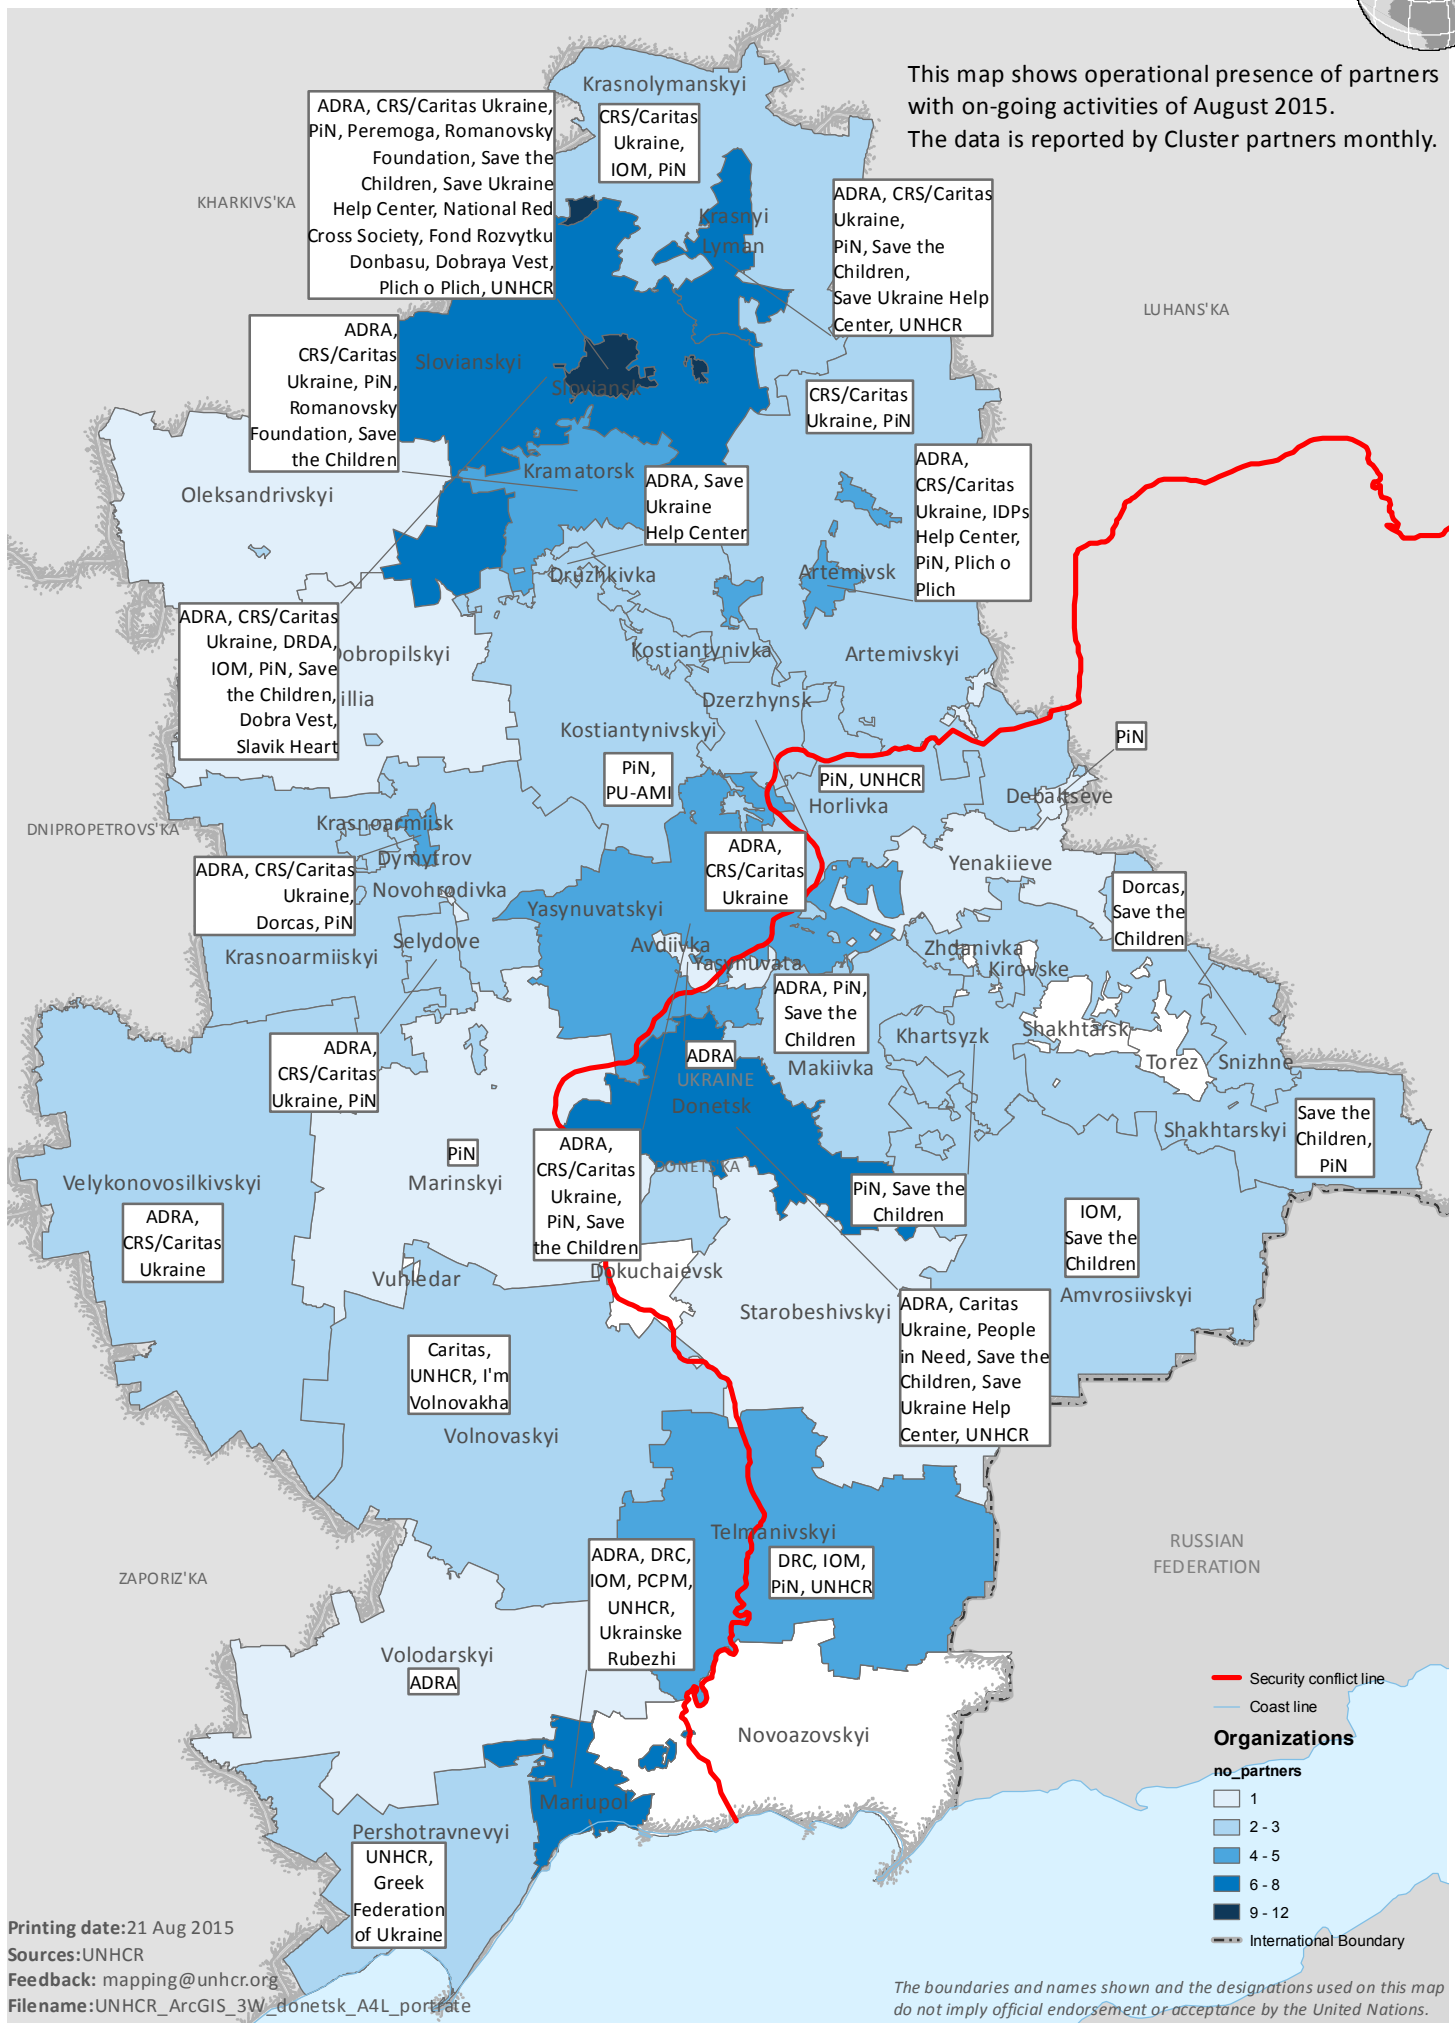 This map shows operational presence of partners
with on-going activities of August 2015.
The data is reported by Cluster partners monthly.
Krasnolymanskyi
ADRA, CRS/Caritas Ukraine,
PiN, Peremoga, Romanovsky
Foundation, Save the
Children, Save Ukraine
Help Center, National Red
Cross Society, Fond Rozvytku
Donbasu, Dobraya Vest,
Plich o Plich, UNHCR
CRS/Caritas
Ukraine,
IOM, PiN
KHARKIVS'KA
Krasnyi
Lyman
ADRA, CRS/Caritas
Ukraine,
PiN, Save the
Children,
Save Ukraine Help
Center, UNHCR
LUHANS'KA
ADRA,
CRS/Caritas
Ukraine, PiN,
Romanovsky
Foundation, Save
the Children
Slovianskyi
Sloviansk
CRS/Caritas
Ukraine, PiN
Oleksandrivskyi
Kramatorsk
ADRA, Save
Ukraine
Help Center
ADRA,
CRS/Caritas
Ukraine, IDPs
Help Center,
PiN, Plich o
Plich
Druzhkivka
Artemivsk
ADRA, CRS/Caritas
Ukraine, DRDA,
IOM, PiN, Save
the Children,
Dobra Vest,
Slavik Heart
obropilskyi
illia
Kostiantynivka
Artemivskyi
Dzerzhynsk
Kostiantynivskyi
PiN
PiN,
PU-AMI
PiN, UNHCR
Horlivka
Debaltseve
DNIPROPETROVS'KA
Krasnoarmiisk
Dymytrov
Novohrodivka
ADRA, CRS/Caritas
Ukraine,
Dorcas, PiN
ADRA,
CRS/Caritas
Ukraine
Yenakiieve
Dorcas,
Save the
Children
Yasynuvatskyi
Selydove
Krasnoarmiiskyi
Avdiivka
Yasynuvata
Zhdanivka
Kirovske
ADRA, PiN,
Save the
Children
Khartsyzk
Shakhtarsk
ADRA,
CRS/Caritas
Ukraine, PiN
ADRA
UKRAINE
Donetsk
Makiivka
Torez
Snizhne
Save the
Children,
PiN
Shakhtarskyi
PiN
Marinskyi
ADRA,
CRS/Caritas
Ukraine,
PiN, Save
the Children
DONETS'KA
Velykonovosilkivskyi
ADRA,
CRS/Caritas
Ukraine
PiN, Save the
Children
IOM,
Save the
Children
Vuhledar
Dokuchaievsk
Starobeshivskyi
Amvrosiivskyi
ADRA, Caritas
Ukraine, People
in Need, Save the
Children, Save
Ukraine Help
Center, UNHCR
Caritas,
UNHCR, I'm
Volnovakha
Volnovaskyi
Telmanivskyi
RUSSIAN
FEDERATION
ADRA, DRC,
IOM, PCPM,
UNHCR,
Ukrainske
Rubezhi
DRC, IOM,
PiN, UNHCR
ZAPORIZ'KA
Volodarskyi
ADRA
Novoazovskyi
Mariupol
Pershotravnevyi
UNHCR,
Greek
Federation
of Ukraine
Security conflict line
Coast line
Organizations
no_partners
1
2 - 3
4 - 5
6 - 8
9 - 12
International Boundary
Printing date:21 Aug 2015
Sources:UNHCR
Feedback: mapping@unhcr.org
Filename:UNHCR_ArcGIS_3W_donetsk_A4L_portrate
The boundaries and names shown and the designations used on this map
do not imply official endorsement or acceptance by the United Nations.